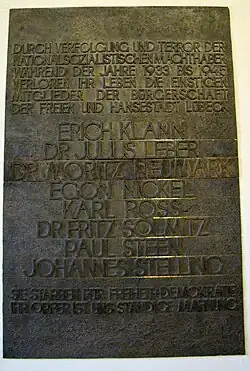 DURCH VERFOLGUNG UND TERROR DER
NATIONALSOZIALISTISCHEN MACHTHABER
WÄHREND DER JAHRE 1933 BIS 1945
VERLOREN IHR LEBEN DIE EINSTIGEN
MITGLIEDER DER BÜRGERSCHAFT
DER FREIEN UND HANSESTADT LÜBECK
ERICH KLANN
DR JULIUS LEBER
DR MORITZ NEUMARK
EGON NICKEL
KARL ROSS
DR FRITZ SOLMITZ
PAUL STEEN
JOHANNES STELLING
SIE STARBEN FÜR FREIHEIT+DEMOKRATIE
IHR OPFER IST UNS STÄNDIGE MAHNUNG